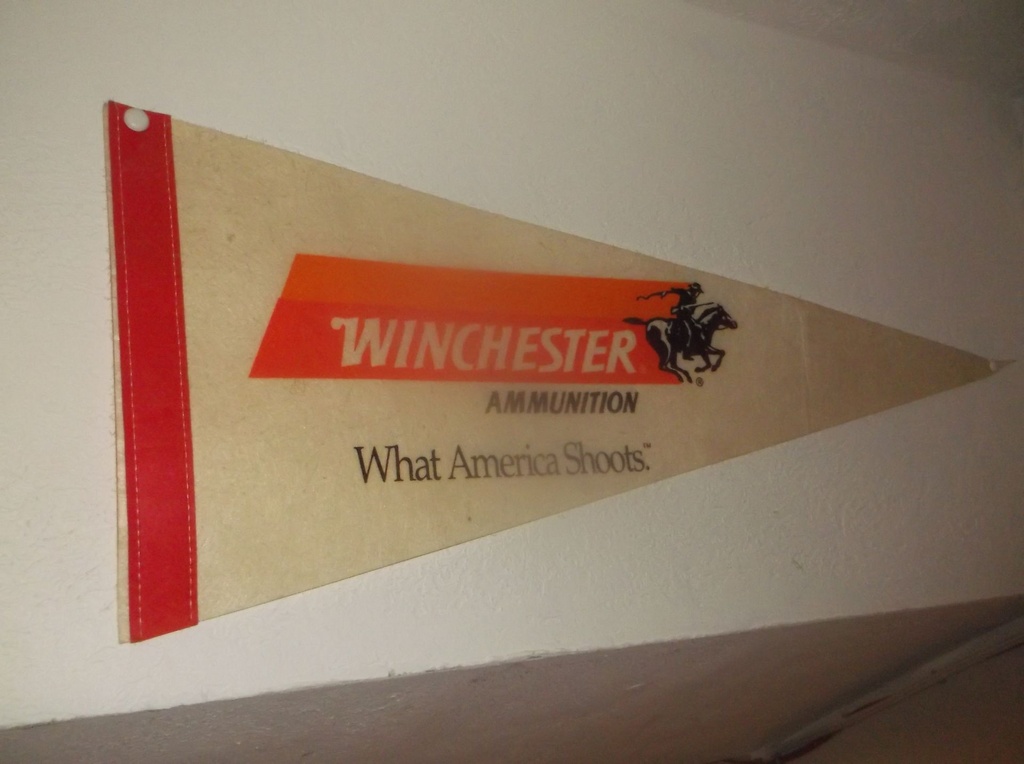 WINCHESTER ®
AMMUNITION
What America Shoots.™